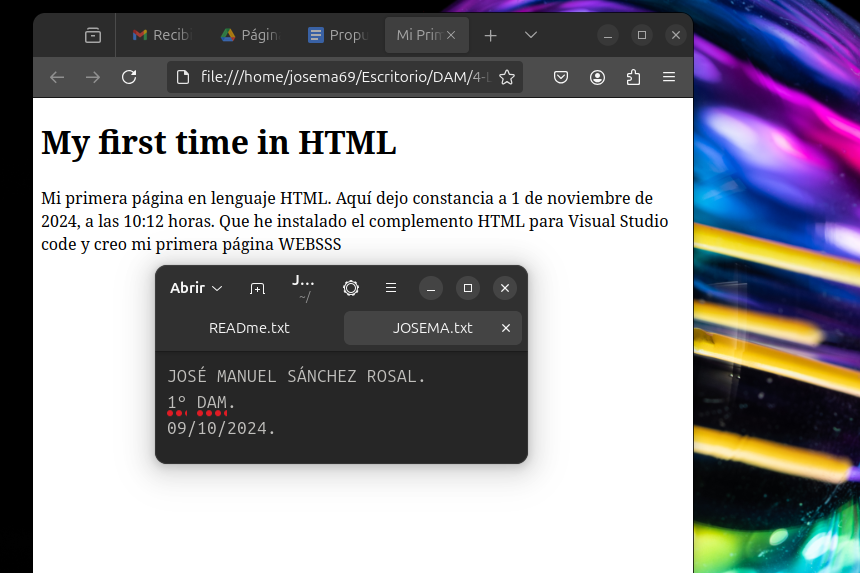 Recibi
Págin
Propu
Mi Prim
file:///home/josema69/Escritorio/DAM/4-L
My first time in HTML
Mi primera página en lenguaje HTML. Aquí dejo constancia a 1 de noviembre de
2024, a las 10:12 horas. Que he instalado el complemento HTML para Visual Studio
code y creo mi primera página WEBSSS
Abrir
J...
~/
READme.txt
JOSEMA.txt
JOSÉ MANUEL SÁNCHEZ ROSAL.
1º DAM.
09/10/2024.